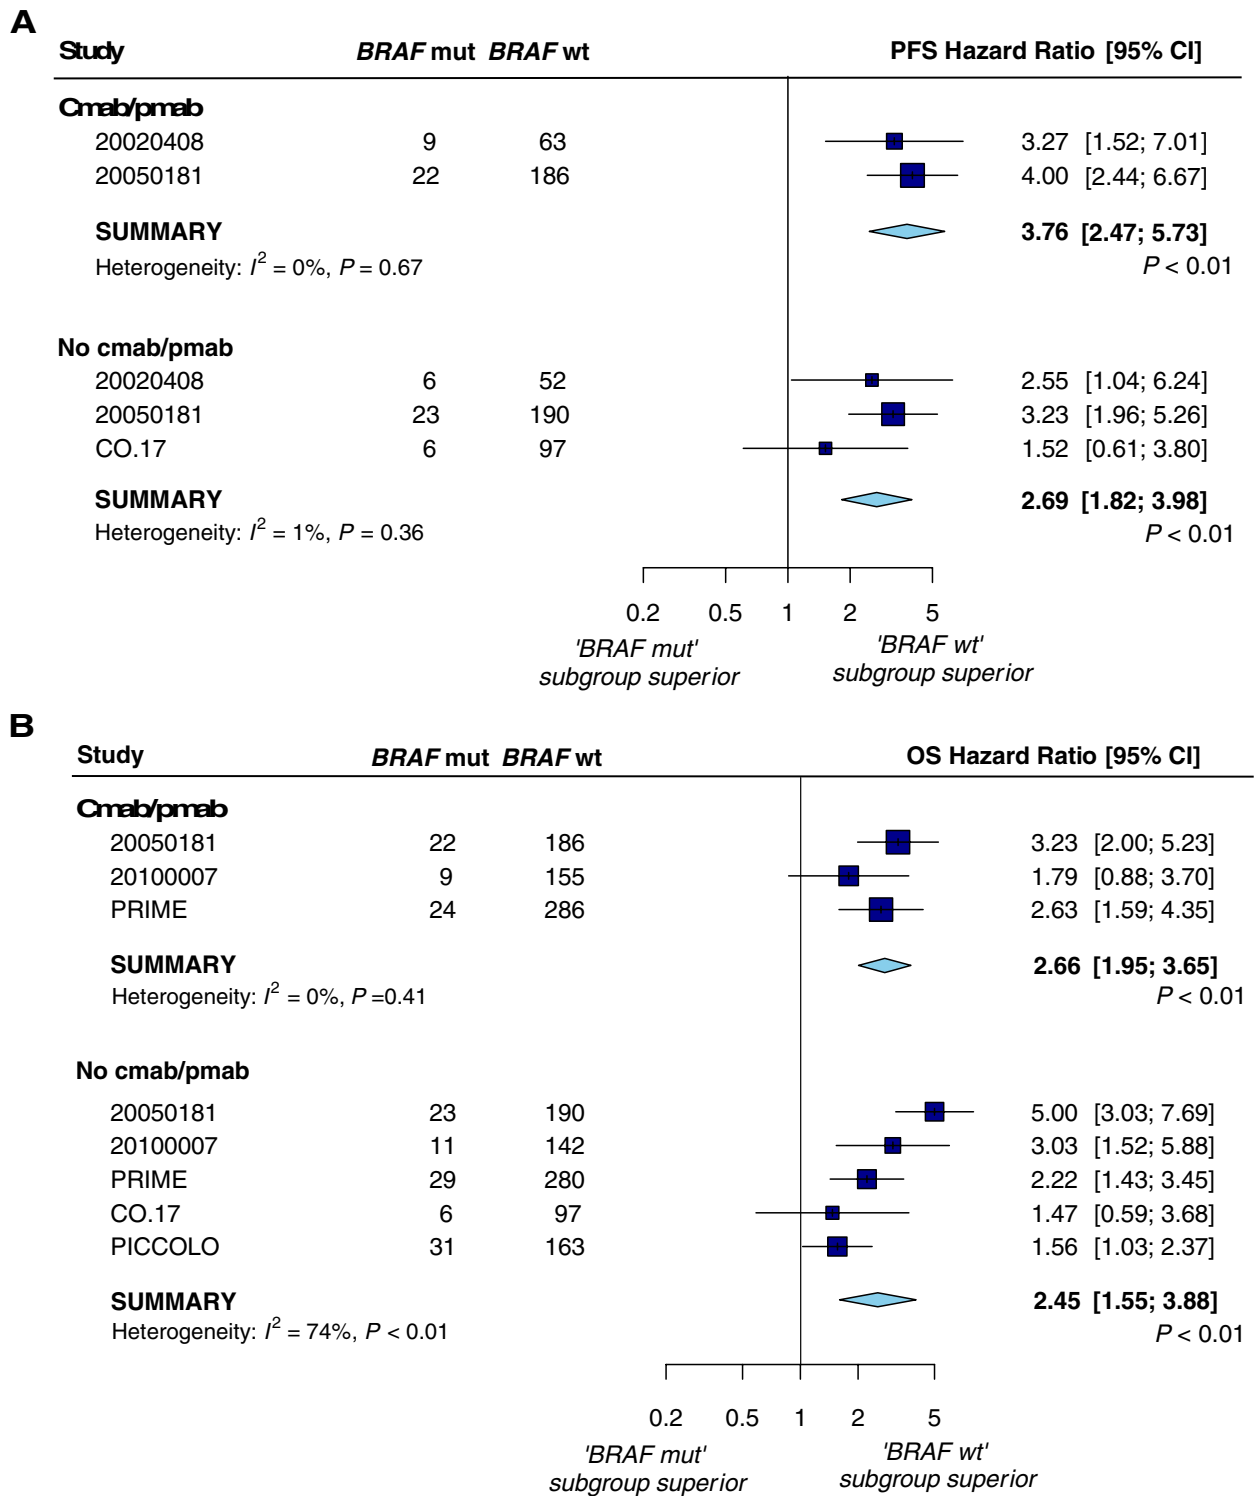 A
Study BRAF mut BRAF wt PFS Hazard Ratio [95% CI]
Cmab/pmab
20020408 9 63 3.27 [1.52; 7.01]
20050181 22 186 4.00 [2.44; 6.67]
SUMMARY 3.76 [2.47; 5.73]
Heterogeneity: I² = 0%, P = 0.67 P < 0.01
No cmab/pmab
20020408 6 52 2.55 [1.04; 6.24]
20050181 23 190 3.23 [1.96; 5.26]
CO.17 6 97 1.52 [0.61; 3.80]
SUMMARY 2.69 [1.82; 3.98]
Heterogeneity: I² = 1%, P = 0.36 P < 0.01
0.2 0.5 1 2 5
'BRAF mut' 'BRAF wt'
subgroup superior subgroup superior
B
Study BRAF mut BRAF wt OS Hazard Ratio [95% CI]
Cmab/pmab
20050181 22 186 3.23 [2.00; 5.23]
20100007 9 155 1.79 [0.88; 3.70]
PRIME 24 286 2.63 [1.59; 4.35]
SUMMARY 2.66 [1.95; 3.65]
Heterogeneity: I² = 0%, P =0.41 P < 0.01
No cmab/pmab
20050181 23 190 5.00 [3.03; 7.69]
20100007 11 142 3.03 [1.52; 5.88]
PRIME 29 280 2.22 [1.43; 3.45]
CO.17 6 97 1.47 [0.59; 3.68]
PICCOLO 31 163 1.56 [1.03; 2.37]
SUMMARY 2.45 [1.55; 3.88]
Heterogeneity: I² = 74%, P < 0.01 P < 0.01
0.2 0.5 1 2 5
'BRAF mut' 'BRAF wt'
subgroup superior subgroup superior